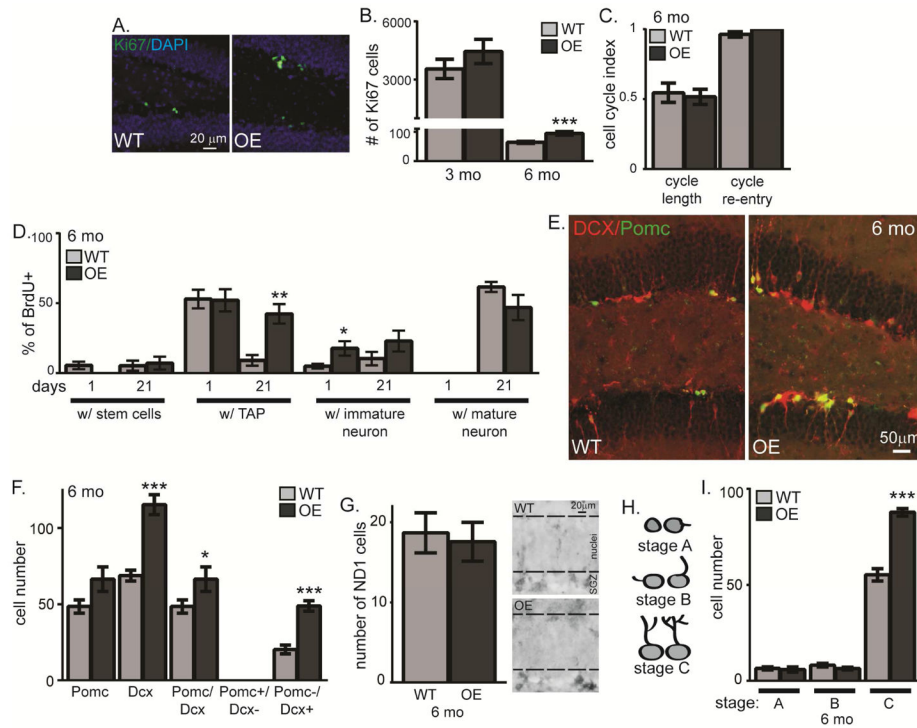 A.
Ki67/DAPI
WT
20 µm
OE
B.
WT
OE
# of Ki67 cells
6000
3000
100
0
***
3 mo
6 mo
C.
6 mo
WT
OE
cell cycle index
1
0.5
0
cycle length
cycle re-entry
D.
6 mo
WT
OE
% of BrdU+
100
50
0
**
*
days
1
21
1
21
1
21
1
21
w/ stem cells
w/ TAP
w/ immature neuron
w/ mature neuron
E.
DCX/Pomc
6 mo
WT
OE
50µm
F.
6 mo
WT
OE
cell number
100
50
0
***
*
***
Pomc
Dcx
Pomc/ Dcx
Pomc+/ Dcx-
Pomc-/ Dcx+
G.
number of ND1 cells
20
10
0
WT
OE
6 mo
WT
20µm
nuclei
SGZ
OE
H.
stage A
stage B
stage C
I.
WT
OE
cell number
100
50
0
***
stage:
A
B
C
6 mo